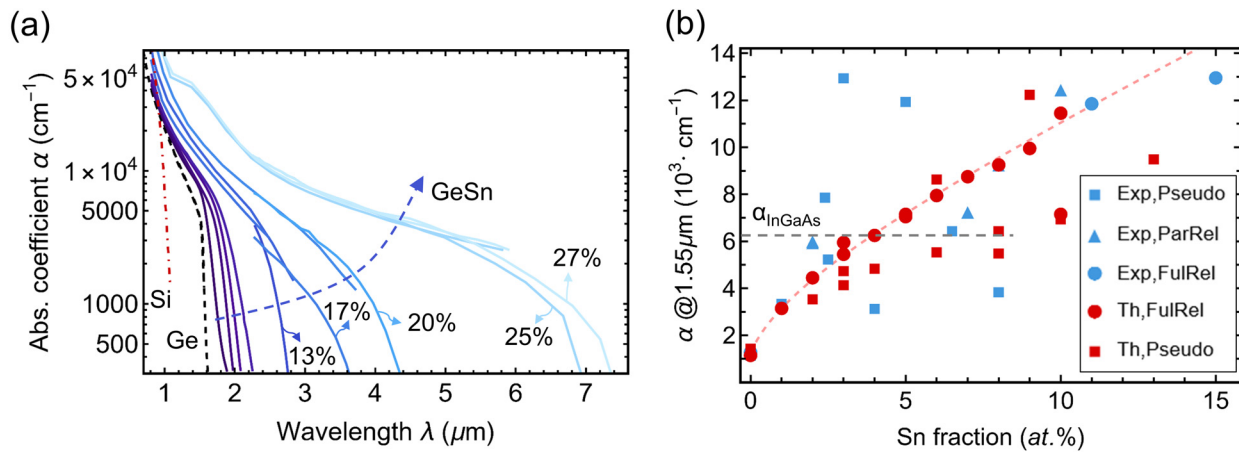 (a)
Abs. coefficient α (cm⁻¹)
5×10⁴
1×10⁴
5000
1000
500
Si
Ge
GeSn
13%
17%
20%
25%
27%
1 2 3 4 5 6 7
Wavelength λ (μm)
(b)
α @1.55μm (10³· cm⁻¹)
14
12
10
8
6
4
2
α_InGaAs
Exp,Pseudo
Exp,ParRel
Exp,FulRel
Th,FulRel
Th,Pseudo
0 5 10 15
Sn fraction (at.%)